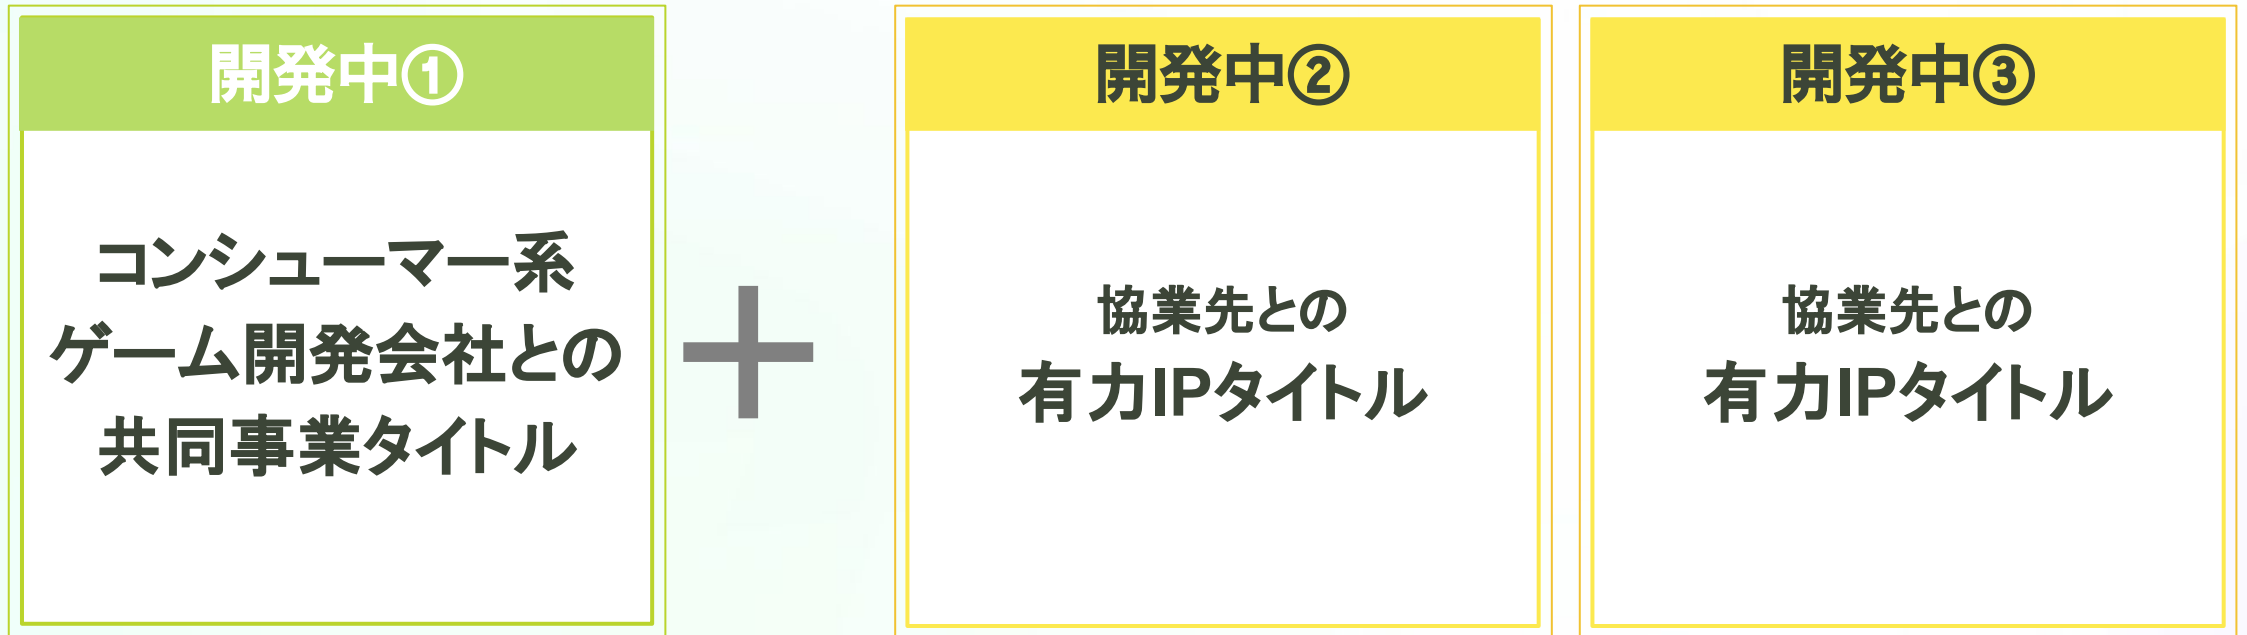 開発中①
コンシューマー系
ゲーム開発会社との
共同事業タイトル
+
開発中②
協業先との
有力IPタイトル
開発中③
協業先との
有力IPタイトル